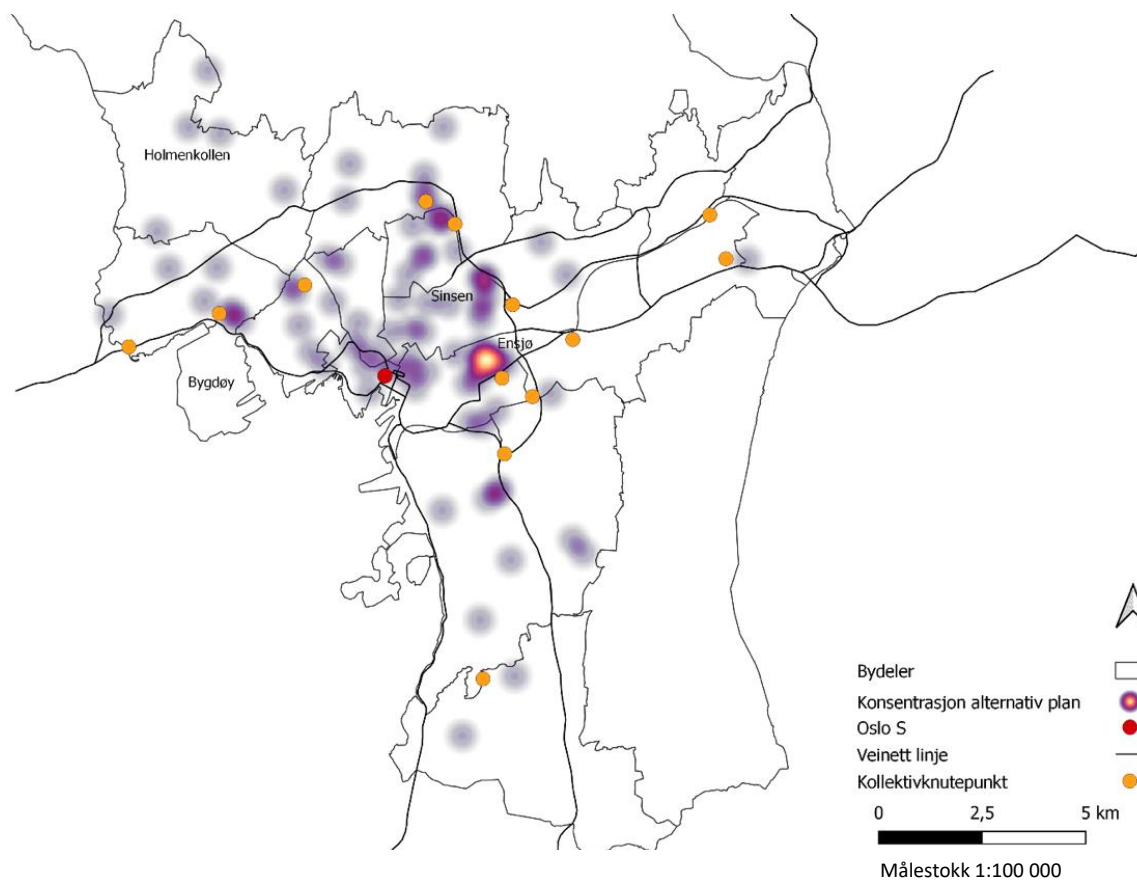 Holmenkollen
Sinsen
Ensjø
Bygdøy
Bydeler
Konsentrasjon alternativ plan
Oslo S
Veinett linje
Kollektivknutepunkt
0 2,5 5 km
Målestokk 1:100 000